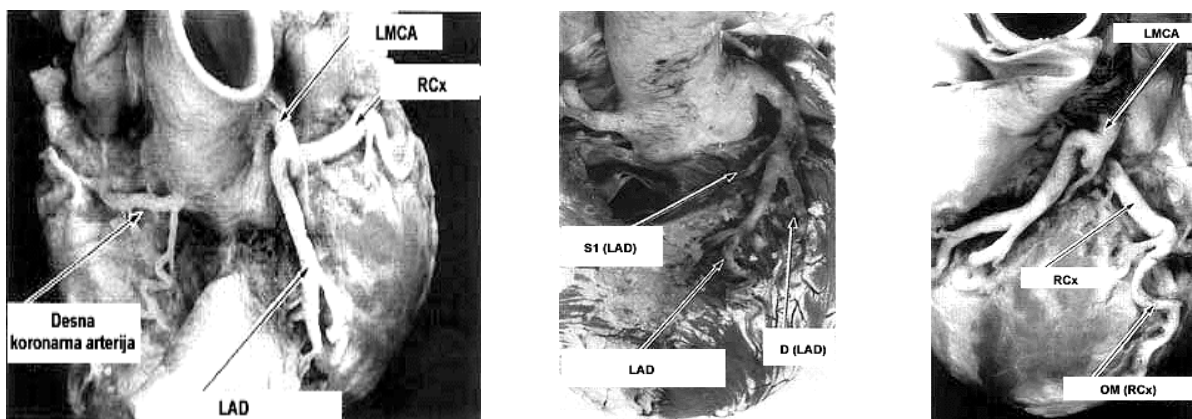 LMCA
RCx
Desna
koronarna arterija
LAD
S1 (LAD)
LAD
D (LAD)
LMCA
RCx
OM (RCx)